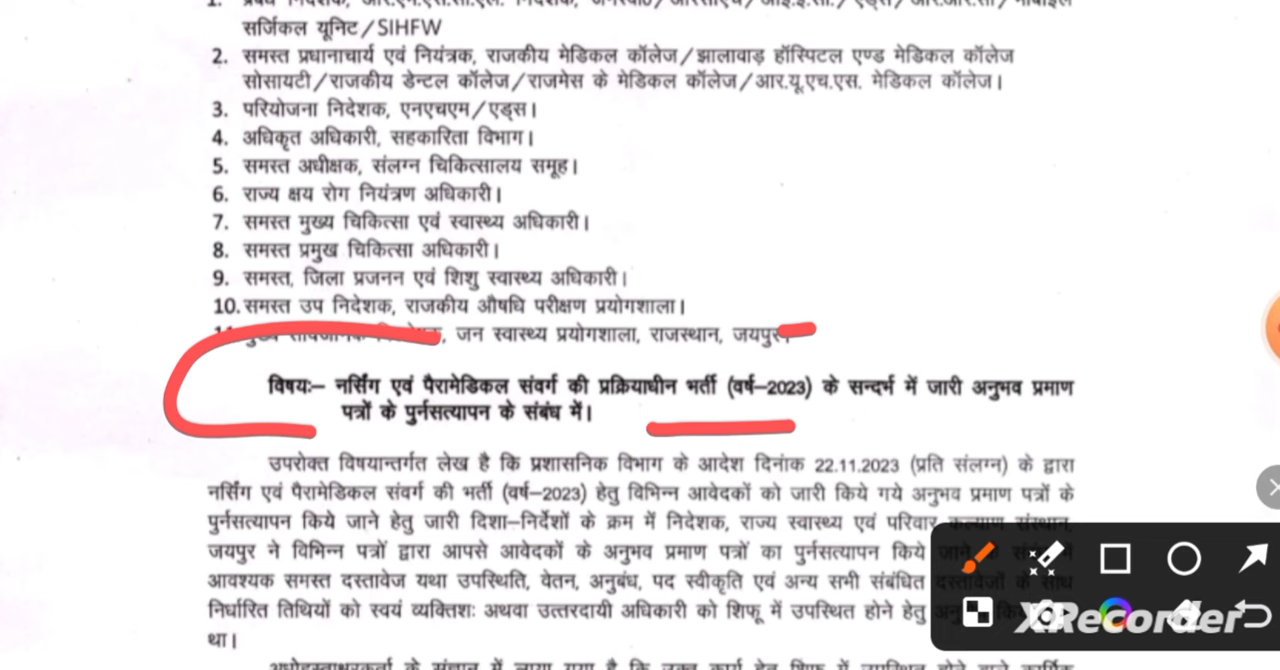 सर्जिकल यूनिट/SIHFW
2. समस्त प्रधानाचार्य एवं नियंत्रक, राजकीय मेडिकल कॉलेज/झालावाड़ हॉस्पिटल एण्ड मेडिकल कॉलेज
सोसायटी/राजकीय डेन्टल कॉलेज/राजमेस के मेडिकल कॉलेज/आर.यू.एच.एस. मेडिकल कॉलेज।
3. परियोजना निदेशक, एनएचएम/एड्स।
4. अधिकृत अधिकारी, सहकारिता विभाग।
5. समस्त अधीक्षक, संलग्न चिकित्सालय समूह।
6. राज्य क्षय रोग नियंत्रण अधिकारी।
7. समस्त मुख्य चिकित्सा एवं स्वास्थ्य अधिकारी।
8. समस्त प्रमुख चिकित्सा अधिकारी।
9. समस्त, जिला प्रजनन एवं शिशु स्वास्थ्य अधिकारी।
10. समस्त उप निदेशक, राजकीय औषधि परीक्षण प्रयोगशाला।
जन स्वास्थ्य प्रयोगशाला, राजस्थान, जयपुर
विषयः– नर्सिंग एवं पैरामेडिकल संवर्ग की प्रक्रियाधीन भर्ती (वर्ष–2023) के सन्दर्भ में जारी अनुभव प्रमाण
पत्रों के पुर्नसत्यापन के संबंध में।
उपरोक्त विषयान्तर्गत लेख है कि प्रशासनिक विभाग के आदेश दिनांक 22.11.2023 (प्रति संलग्न) के द्वारा
नर्सिंग एवं पैरामेडिकल संवर्ग की भर्ती (वर्ष–2023) हेतु विभिन्न आवेदकों को जारी किये गये अनुभव प्रमाण पत्रों के
पुर्नसत्यापन किये जाने हेतु जारी दिशा–निर्देशों के क्रम में निदेशक, राज्य स्वास्थ्य एवं परिवार कल्याण संस्थान,
जयपुर ने विभिन्न पत्रों द्वारा आपसे आवेदकों के अनुभव प्रमाण पत्रों का पुर्नसत्यापन किये
आवश्यक समस्त दस्तावेज यथा उपस्थिति, वेतन, अनुबंध, पद स्वीकृति एवं अन्य सभी संबंधित दस्तावेजों के साथ
निर्धारित तिथियों को स्वयं व्यक्तिशः अथवा उत्तरदायी अधिकारी को शिफू में उपस्थित होने हेतु
था।
XRecorder